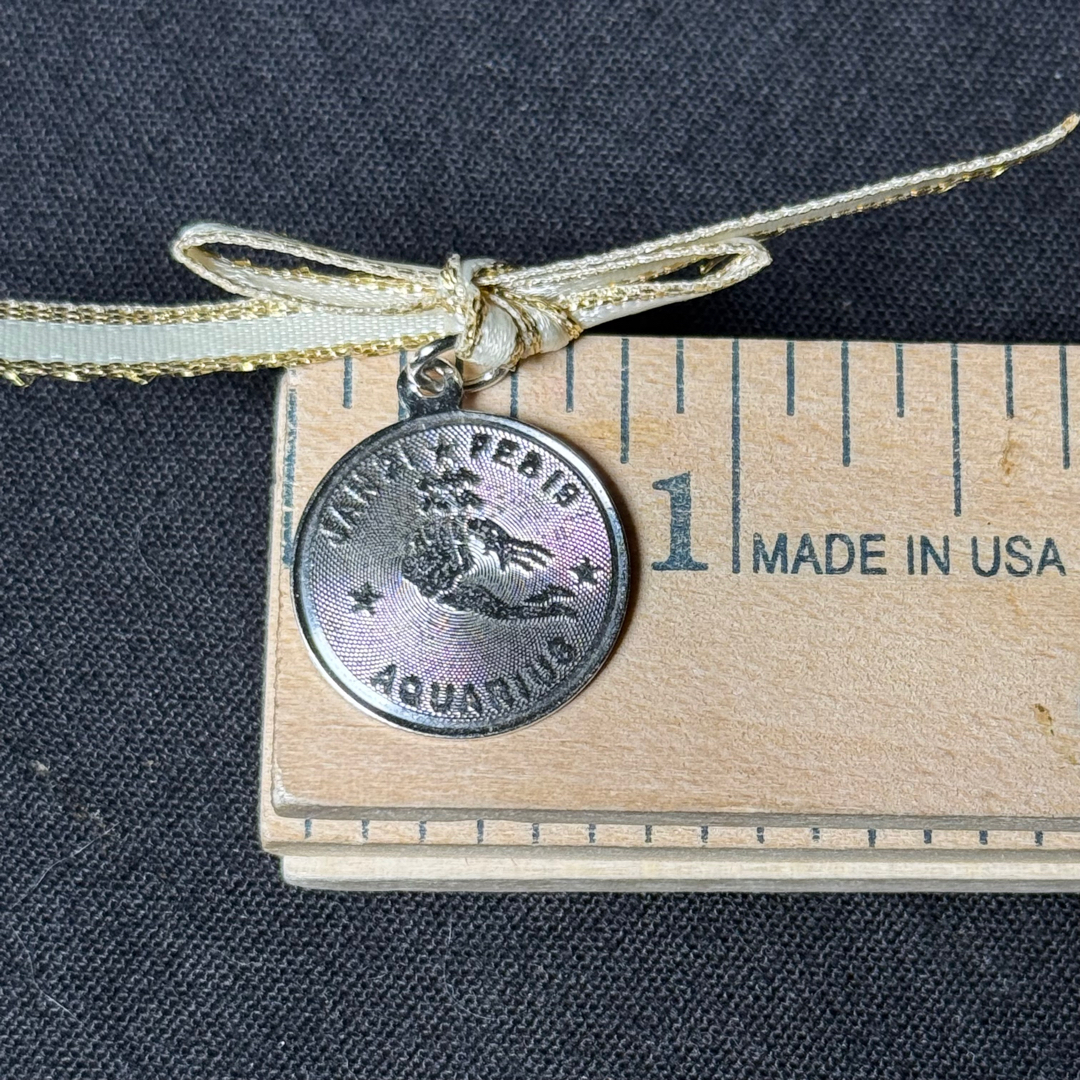 JAN 21 ★ FEB 19
AQUARIUS
1
MADE IN USA